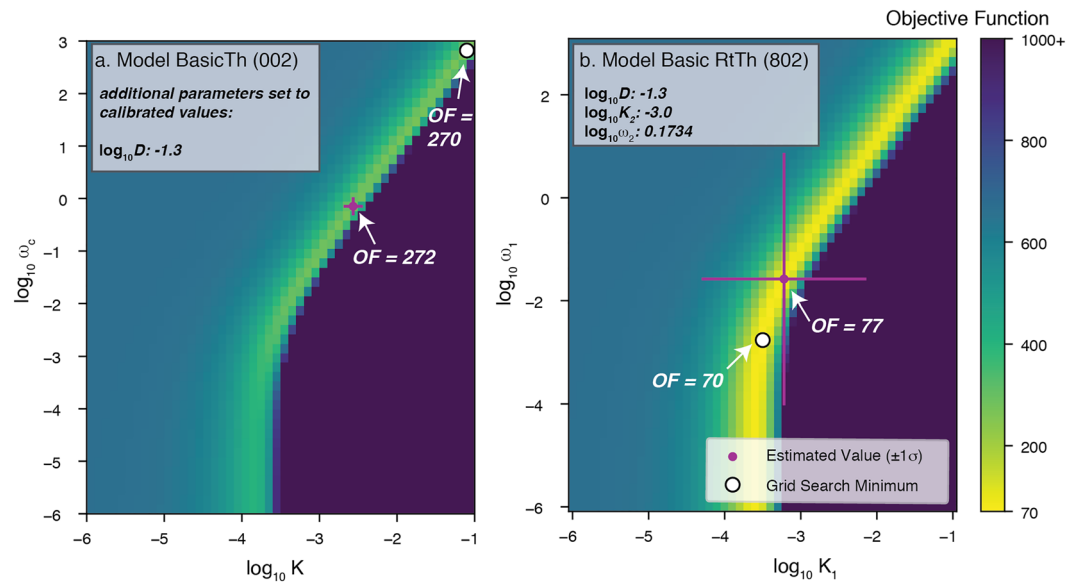 Objective Function
a. Model BasicTh (002)
additional parameters set to
calibrated values:
log10D: -1.3
OF =
270
OF = 272
3
2
1
0
−1
−2
−3
−4
−5
−6
log10 ωc
−6
−5
−4
−3
−2
−1
log10 K
b. Model Basic RtTh (802)
log10D: -1.3
log10K2: -3.0
log10ω2: 0.1734
OF = 77
OF = 70
Estimated Value (±1σ)
Grid Search Minimum
2
0
−2
−4
−6
log10 ω1
−6
−5
−4
−3
−2
−1
log10 K1
1000+
800
600
400
200
70